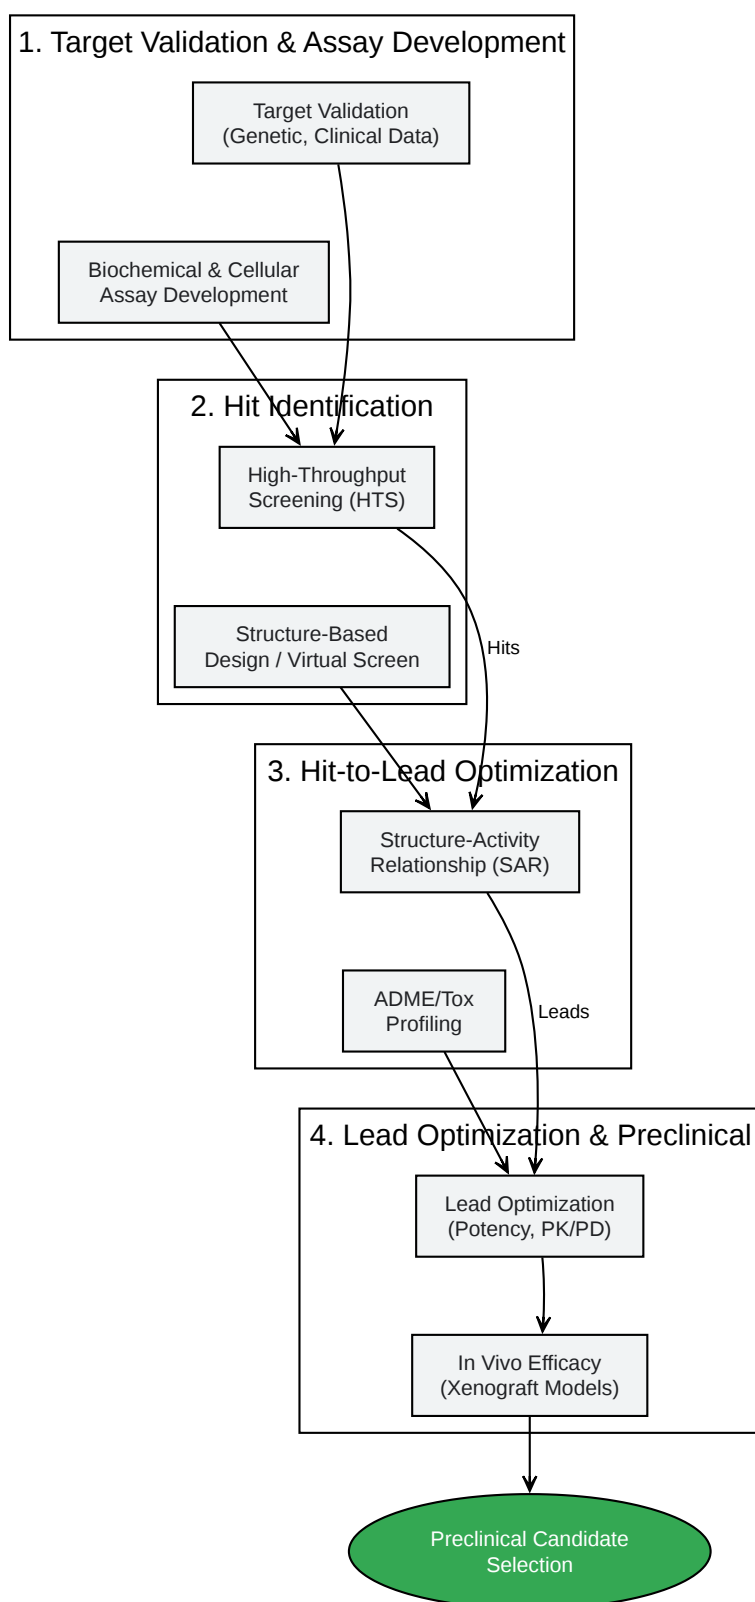 1. Target Validation & Assay Development
Target Validation
(Genetic, Clinical Data)
Biochemical & Cellular
Assay Development
2. Hit Identification
High-Throughput
Screening (HTS)
Structure-Based
Design / Virtual Screen
Hits
3. Hit-to-Lead Optimization
Structure-Activity
Relationship (SAR)
ADME/Tox
Profiling
Leads
4. Lead Optimization & Preclinical
Lead Optimization
(Potency, PK/PD)
In Vivo Efficacy
(Xenograft Models)
Preclinical Candidate
Selection